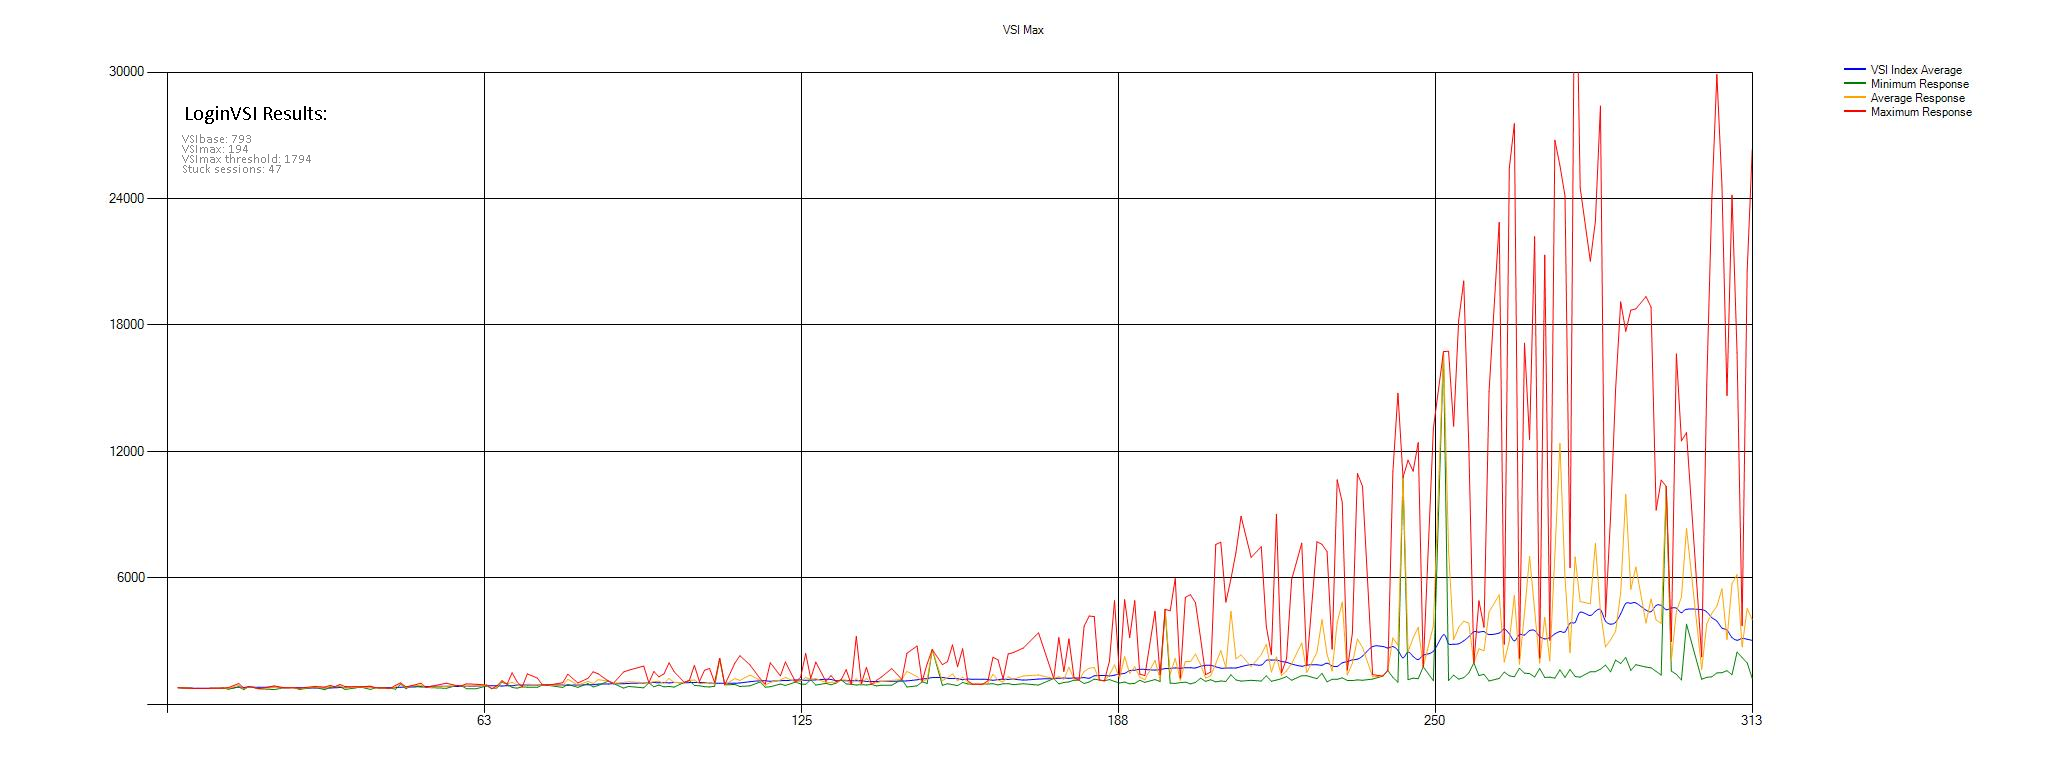 VSI Max
30000
24000
18000
12000
6000
LoginVSI Results:
VSIbase: 793
VSImax: 194
VSImax threshold: 1794
Stuck sessions: 47
VSI Index Average
Minimum Response
Average Response
Maximum Response
63
125
188
250
313